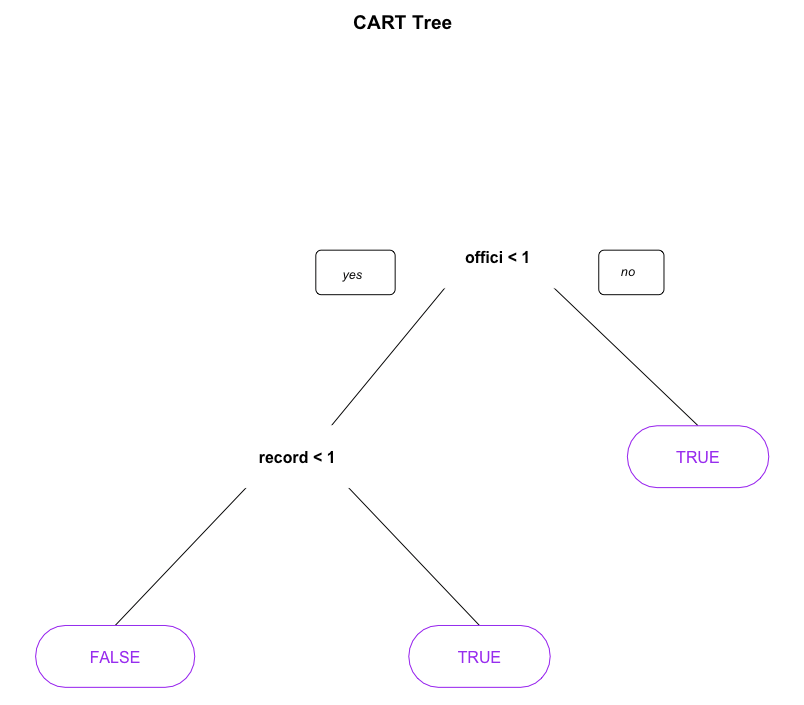 CART Tree
yes
offici < 1
no
record < 1
TRUE
FALSE
TRUE